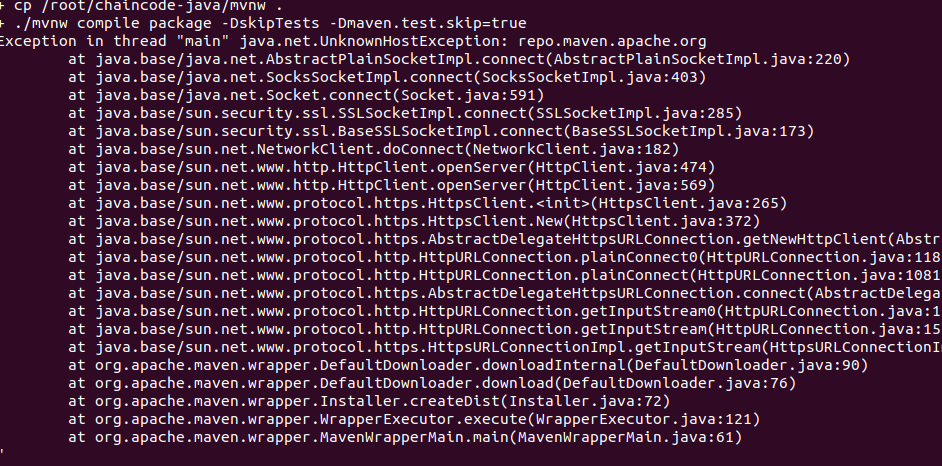 + cp /root/chaincode-java/mvnw .
+ ./mvnw compile package -DskipTests -Dmaven.test.skip=true
Exception in thread "main" java.net.UnknownHostException: repo.maven.apache.org
at java.base/java.net.AbstractPlainSocketImpl.connect(AbstractPlainSocketImpl.java:220)
at java.base/java.net.SocksSocketImpl.connect(SocksSocketImpl.java:403)
at java.base/java.net.Socket.connect(Socket.java:591)
at java.base/sun.security.ssl.SSLSocketImpl.connect(SSLSocketImpl.java:285)
at java.base/sun.security.ssl.BaseSSLSocketImpl.connect(BaseSSLSocketImpl.java:173)
at java.base/sun.net.NetworkClient.doConnect(NetworkClient.java:182)
at java.base/sun.net.www.http.HttpClient.openServer(HttpClient.java:474)
at java.base/sun.net.www.http.HttpClient.openServer(HttpClient.java:569)
at java.base/sun.net.www.protocol.https.HttpsClient.<init>(HttpsClient.java:265)
at java.base/sun.net.www.protocol.https.HttpsClient.New(HttpsClient.java:372)
at java.base/sun.net.www.protocol.https.AbstractDelegateHttpsURLConnection.getNewHttpClient(Abstr
at java.base/sun.net.www.protocol.http.HttpURLConnection.plainConnect0(HttpURLConnection.java:118
at java.base/sun.net.www.protocol.http.HttpURLConnection.plainConnect(HttpURLConnection.java:1081
at java.base/sun.net.www.protocol.https.AbstractDelegateHttpsURLConnection.connect(AbstractDelega
at java.base/sun.net.www.protocol.http.HttpURLConnection.getInputStream0(HttpURLConnection.java:1
at java.base/sun.net.www.protocol.http.HttpURLConnection.getInputStream(HttpURLConnection.java:15
at java.base/sun.net.www.protocol.https.HttpsURLConnectionImpl.getInputStream(HttpsURLConnectionI
at org.apache.maven.wrapper.DefaultDownloader.downloadInternal(DefaultDownloader.java:90)
at org.apache.maven.wrapper.DefaultDownloader.download(DefaultDownloader.java:76)
at org.apache.maven.wrapper.Installer.createDist(Installer.java:72)
at org.apache.maven.wrapper.WrapperExecutor.execute(WrapperExecutor.java:121)
at org.apache.maven.wrapper.MavenWrapperMain.main(MavenWrapperMain.java:61)
'